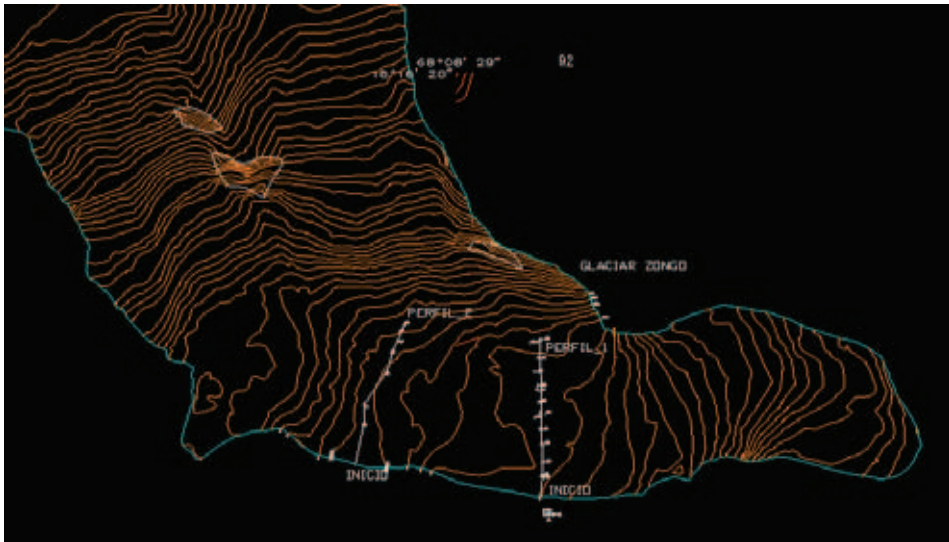 68°08' 29"
16°16' 20"
92
GLACIAR ZONGO
PERFIL 2
PERFIL 1
INICIO
INICIO